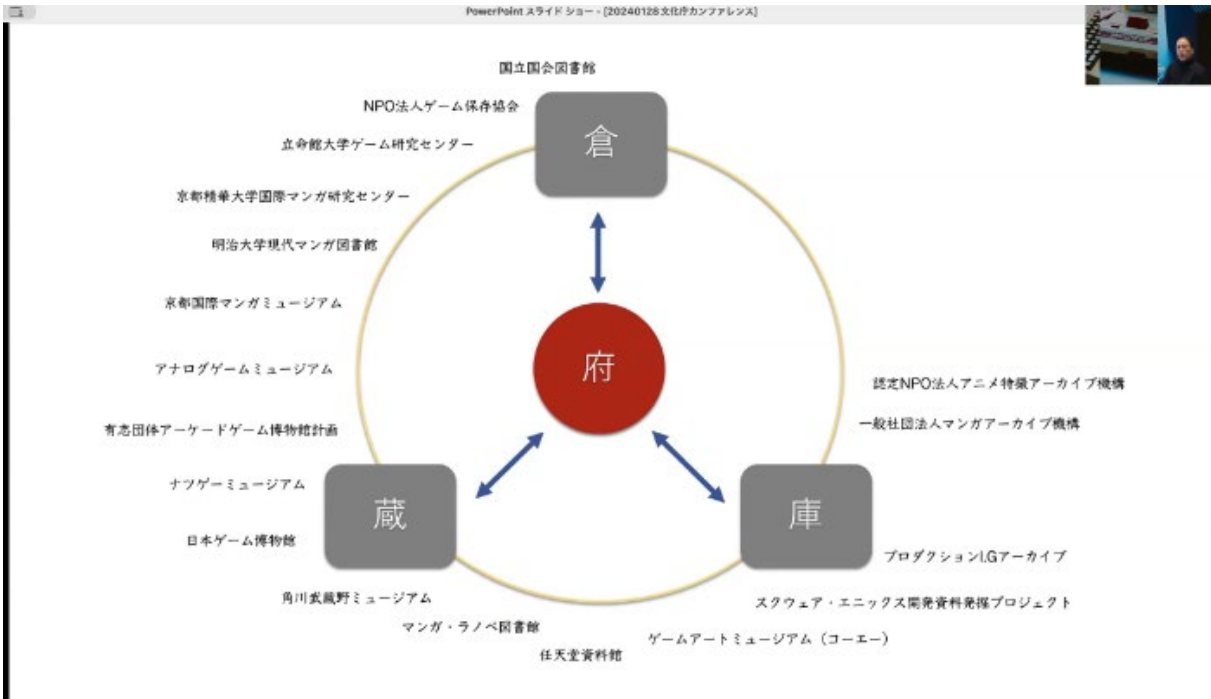 PowerPoint スライド ショー - [20240128文化庁カンファレンス]
国立国会図書館
NPO法人ゲーム保存協会
倉
立命館大学ゲーム研究センター
京都精華大学国際マンガ研究センター
明治大学現代マンガ図書館
京都国際マンガミュージアム
府
アナログゲームミュージアム
認定NPO法人アニメ特撮アーカイブ機構
一般社団法人マンガアーカイブ機構
有志団体アーケードゲーム博物館計画
ナツゲーミュージアム
蔵
庫
日本ゲーム博物館
プロダクションI.Gアーカイブ
角川武蔵野ミュージアム
スクウェア・エニックス開発資料発掘プロジェクト
マンガ・ラノベ図書館
ゲームアートミュージアム（コーエー）
任天堂資料館